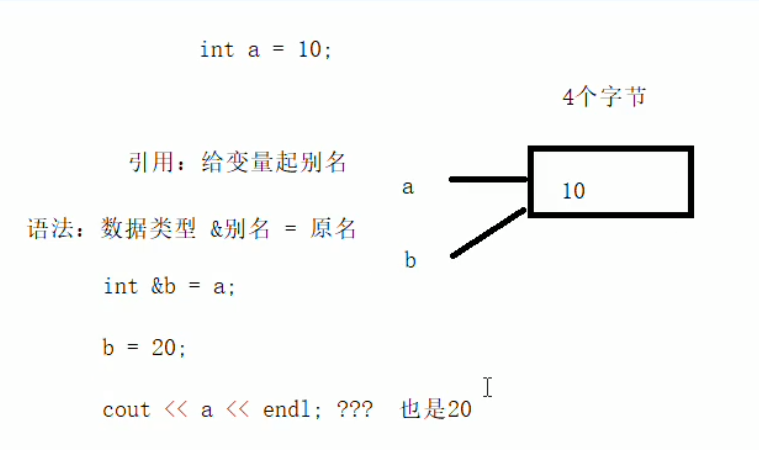 int a = 10;
4个字节
引用：给变量起别名
a
10
语法：数据类型 &别名 = 原名
b
int &b = a;
b = 20;
cout << a << endl; ??? 也是20